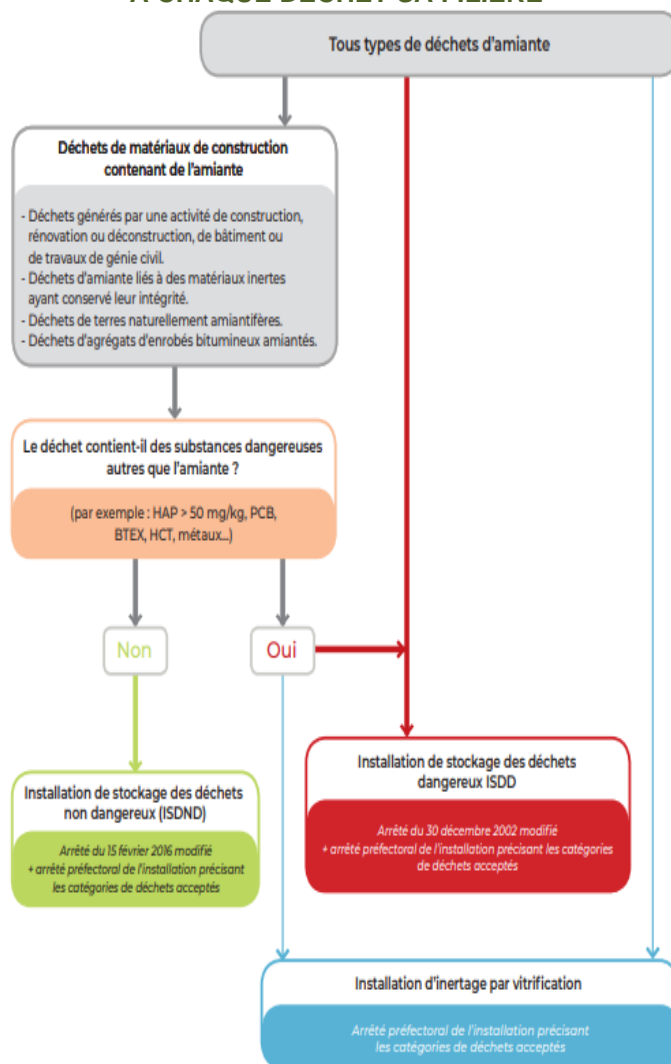 À CHAQUE DÉCHET SA FILIÈRE
Tous types de déchets d'amiante
Déchets de matériaux de construction
contenant de l'amiante
- Déchets générés par une activité de construction,
rénovation ou déconstruction, de bâtiment ou
de travaux de génie civil.
- Déchets d'amiante liés à des matériaux inertes
ayant conservé leur intégrité.
- Déchets de terres naturellement amiantifères.
- Déchets d'agrégats d'enrobés bitumineux amiantés.
Le déchet contient-il des substances dangereuses
autres que l'amiante ?
(par exemple : HAP > 50 mg/kg, PCB,
BTEX, HCT, métaux...)
Non
Oui
Installation de stockage des déchets
non dangereux (ISDND)
Arrêté du 15 février 2016 modifié
+ arrêté préfectoral de l'installation précisant
les catégories de déchets acceptés
Installation de stockage des déchets
dangereux ISDD
Arrêté du 30 décembre 2002 modifié
+ arrêté préfectoral de l'installation précisant les catégories
de déchets acceptés
Installation d'inertage par vitrification
Arrêté préfectoral de l'installation précisant
les catégories de déchets acceptés